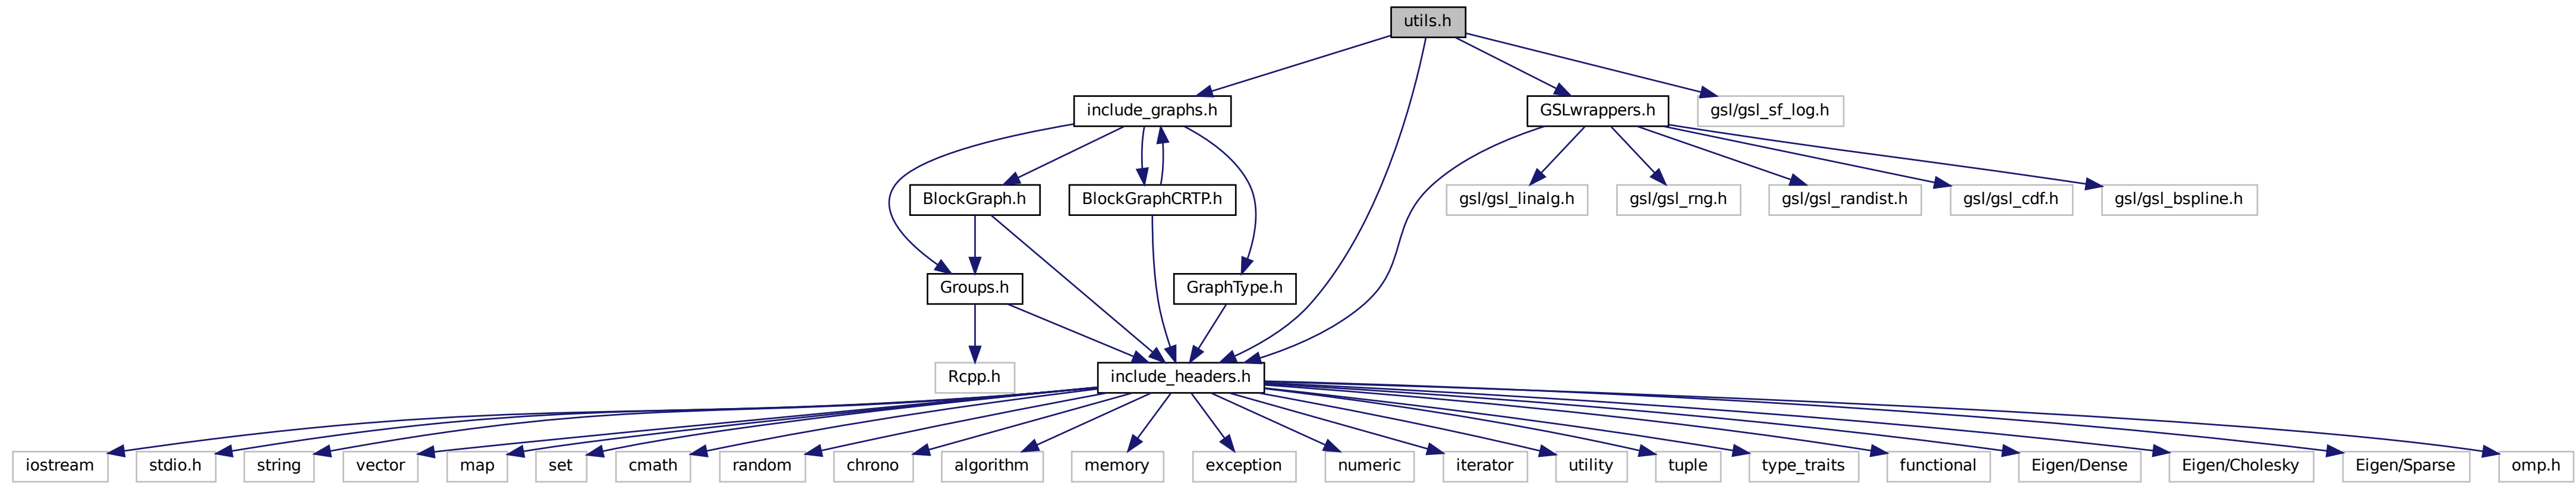 utils.h
include_graphs.h
GSLwrappers.h
gsl/gsl_sf_log.h
BlockGraph.h
BlockGraphCRTP.h
gsl/gsl_linalg.h
gsl/gsl_rng.h
gsl/gsl_randist.h
gsl/gsl_cdf.h
gsl/gsl_bspline.h
Groups.h
GraphType.h
Rcpp.h
include_headers.h
iostream
stdio.h
string
vector
map
set
cmath
random
chrono
algorithm
memory
exception
numeric
iterator
utility
tuple
type_traits
functional
Eigen/Dense
Eigen/Cholesky
Eigen/Sparse
omp.h